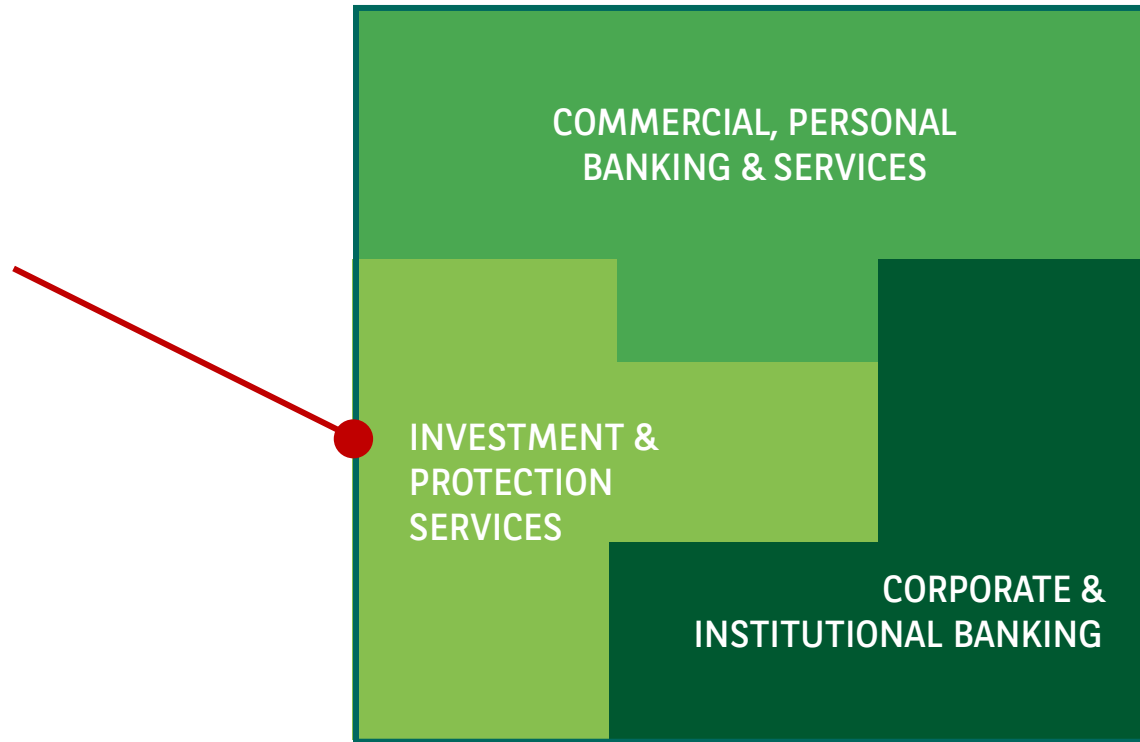 COMMERCIAL, PERSONAL
BANKING & SERVICES
INVESTMENT &
PROTECTION
SERVICES
CORPORATE &
INSTITUTIONAL BANKING